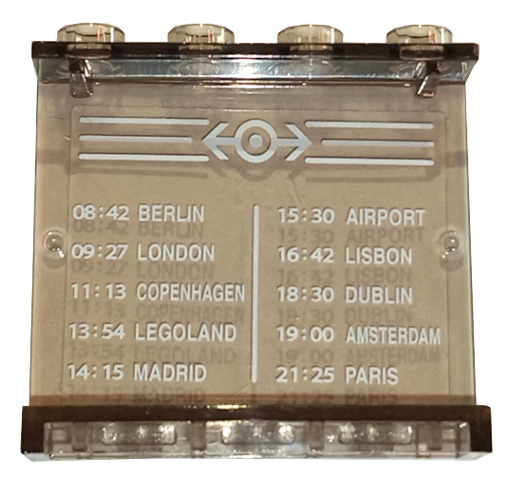 08:42 BERLIN
09:27 LONDON
11:13 COPENHAGEN
13:54 LEGOLAND
14:15 MADRID
15:30 AIRPORT
16:42 LISBON
18:30 DUBLIN
19:00 AMSTERDAM
21:25 PARIS